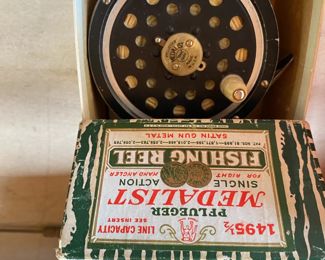 1495½
PFLUEGER
MEDALIST
SINGLE ACTION
FISHING REEL
SATIN GUN METAL
LINE CAPACITY
SEE INSERT
FOR RIGHT
HAND ANGLER